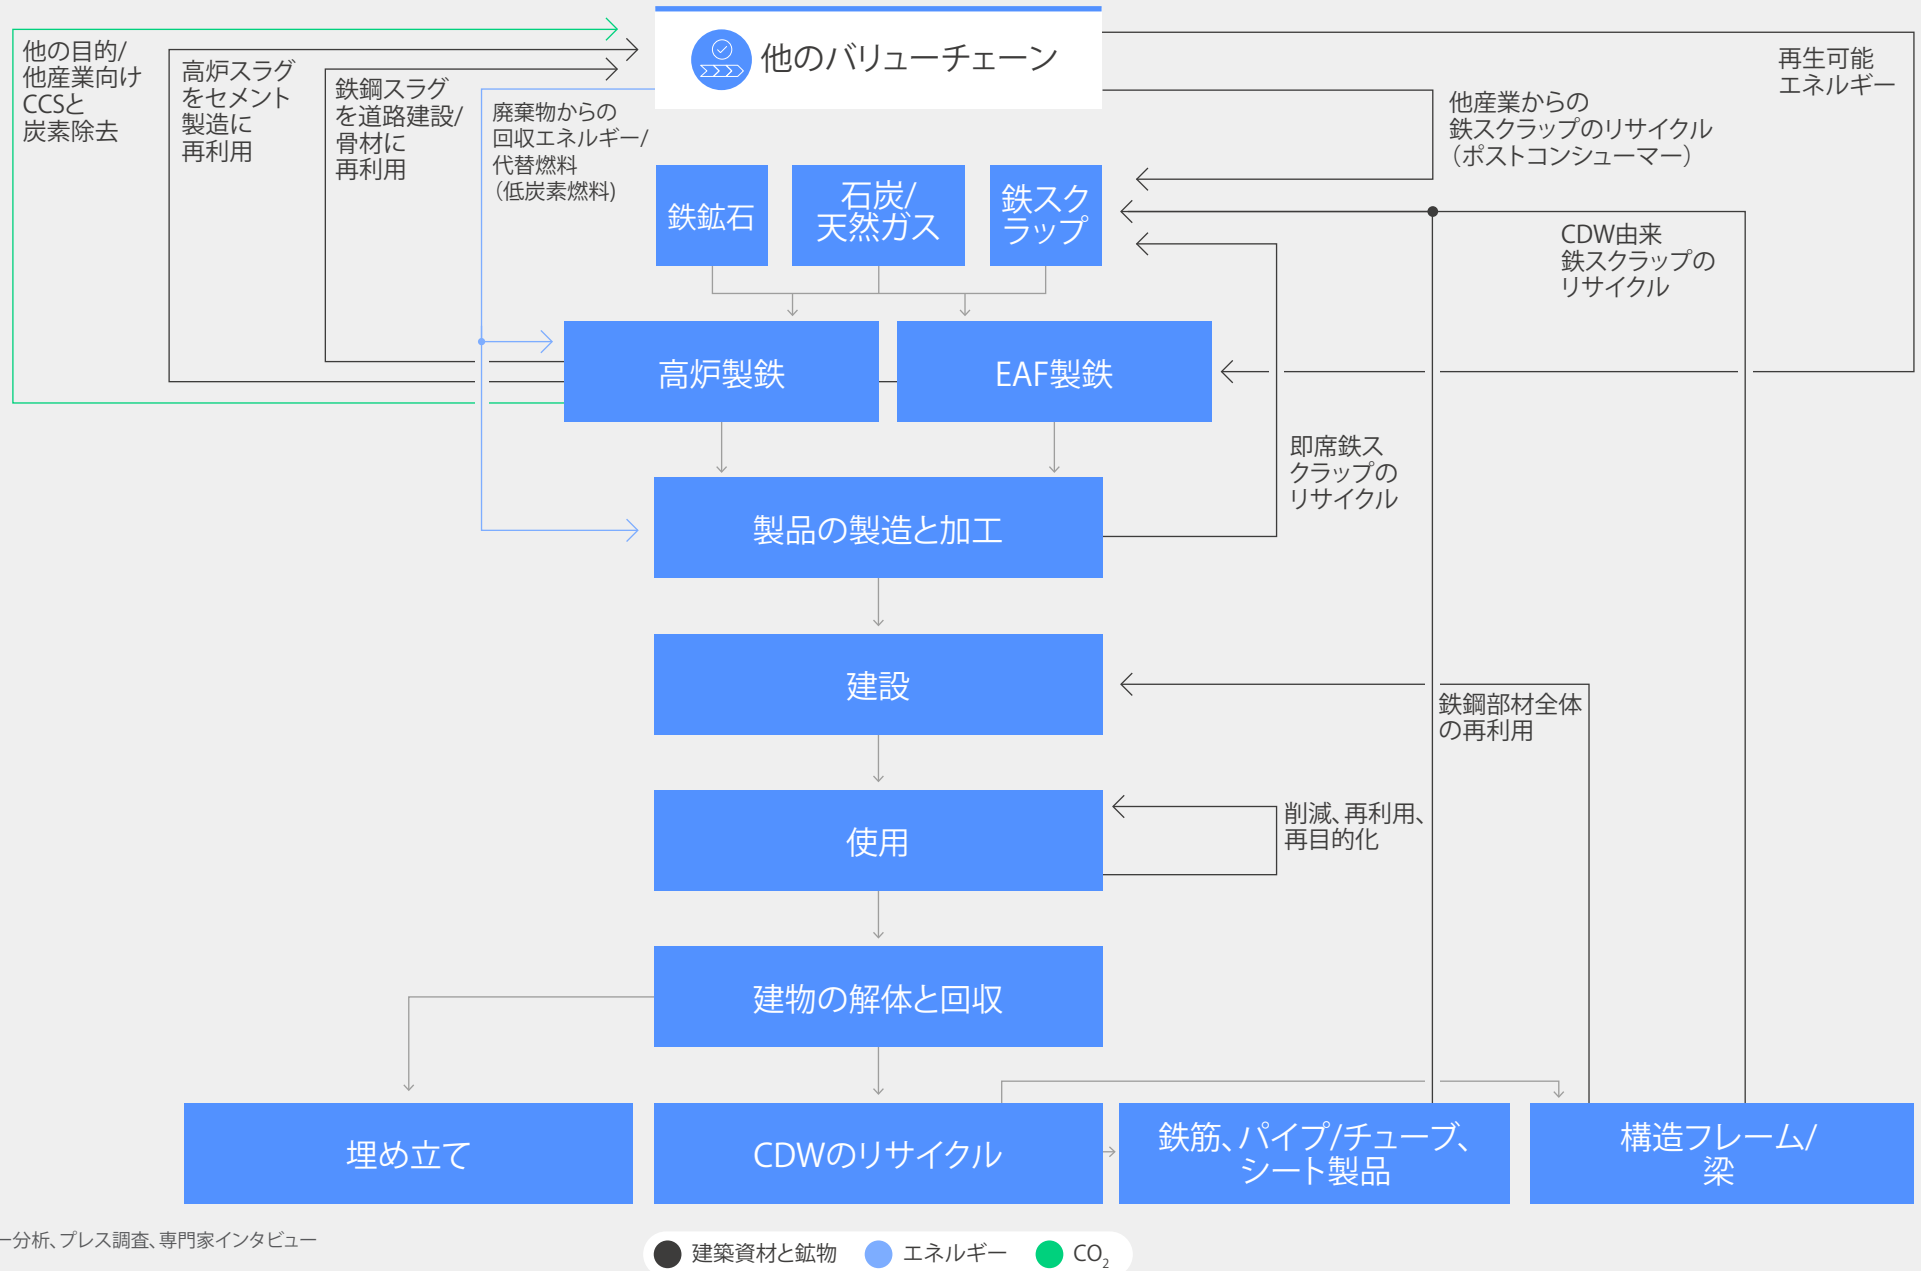 他のバリューチェーン
他の目的/
他産業向け
CCSと
炭素除去
高炉スラグ
をセメント
製造に
再利用
鉄鋼スラグ
を道路建設/
骨材に
再利用
廃棄物からの
回収エネルギー/
代替燃料
（低炭素燃料)
再生可能
エネルギー
他産業からの
鉄スクラップのリサイクル
（ポストコンシューマー）
鉄鉱石
石炭/
天然ガス
鉄スク
ラップ
CDW由来
鉄スクラップの
リサイクル
高炉製鉄
EAF製鉄
即席鉄ス
クラップの
リサイクル
製品の製造と加工
建設
鉄鋼部材全体
の再利用
使用
削減、再利用、
再目的化
建物の解体と回収
埋め立て
CDWのリサイクル
鉄筋、パイプ/チューブ、
シート製品
構造フレーム/
梁
ー分析、プレス調査、専門家インタビュー
建築資材と鉱物
エネルギー
CO₂